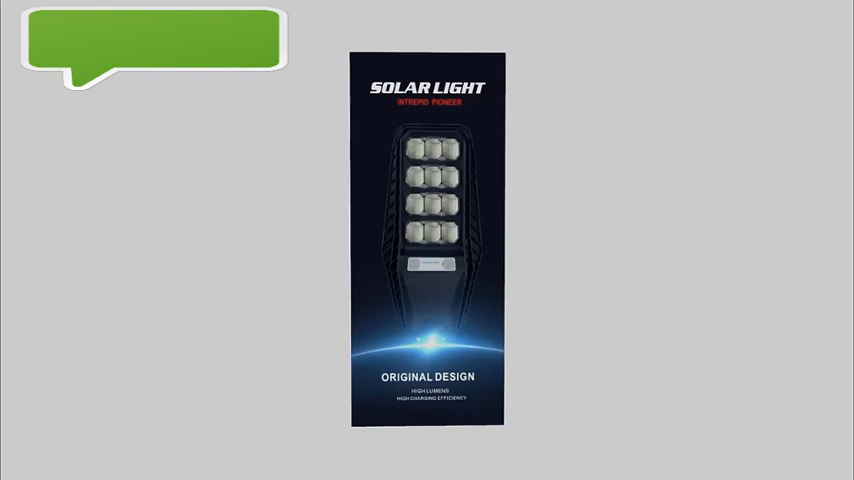 SOLAR LIGHT
INTREPID PIONEER
ORIGINAL DESIGN
HIGH LUMENS
HIGH CHARGING EFFICIENCY